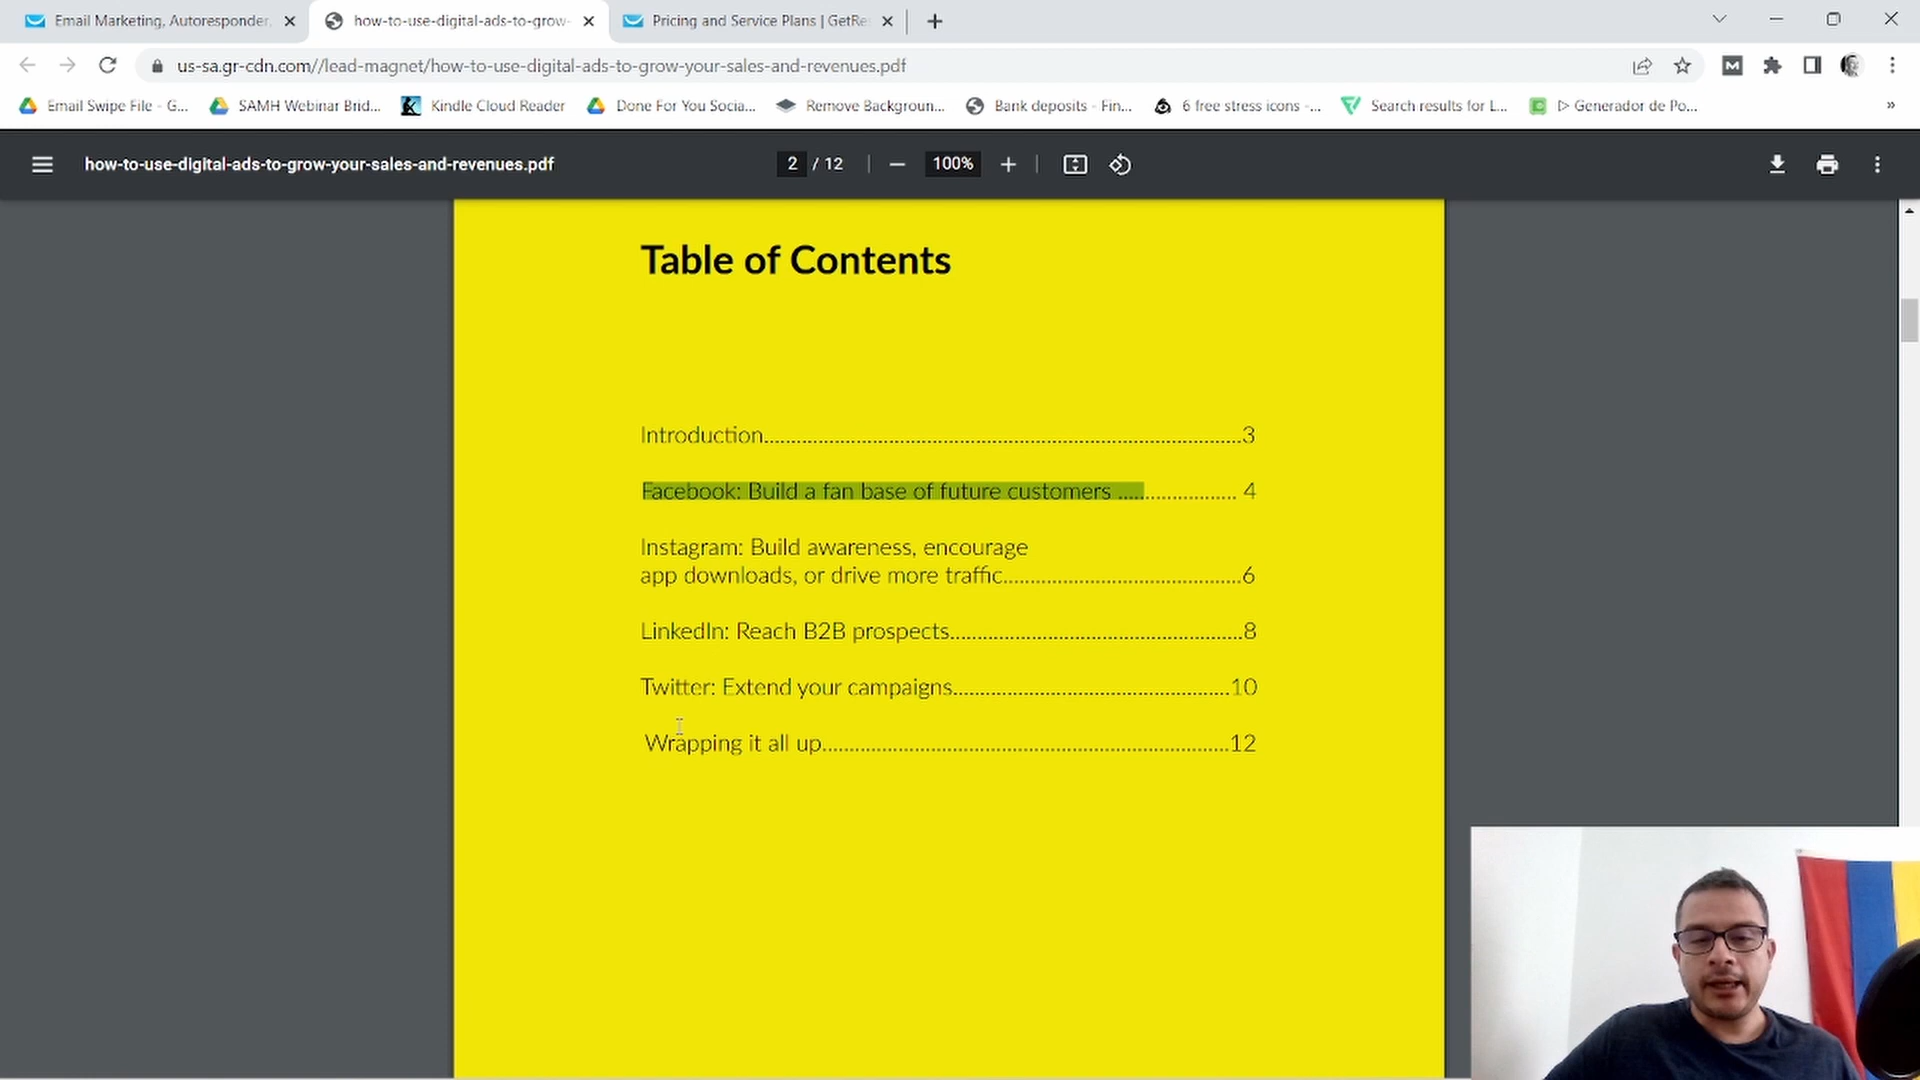 Email Marketing, Autoresponder,
how-to-use-digital-ads-to-grow-
Pricing and Service Plans | GetRe
us-sa.gr-cdn.com//lead-magnet/how-to-use-digital-ads-to-grow-your-sales-and-revenues.pdf
M
Email Swipe File - G...
SAMH Webinar Brid...
Kindle Cloud Reader
Done For You Socia...
Remove Backgroun...
Bank deposits - Fin...
6 free stress icons -...
Search results for L...
▷ Generador de Po...
»
how-to-use-digital-ads-to-grow-your-sales-and-revenues.pdf
2 / 12
100%
Table of Contents
Introduction....................................................................................3
Facebook: Build a fan base of future customers ..................... 4
Instagram: Build awareness, encourage
app downloads, or drive more traffic..........................................6
LinkedIn: Reach B2B prospects....................................................8
Twitter: Extend your campaigns................................................10
Wrapping it all up........................................................................12